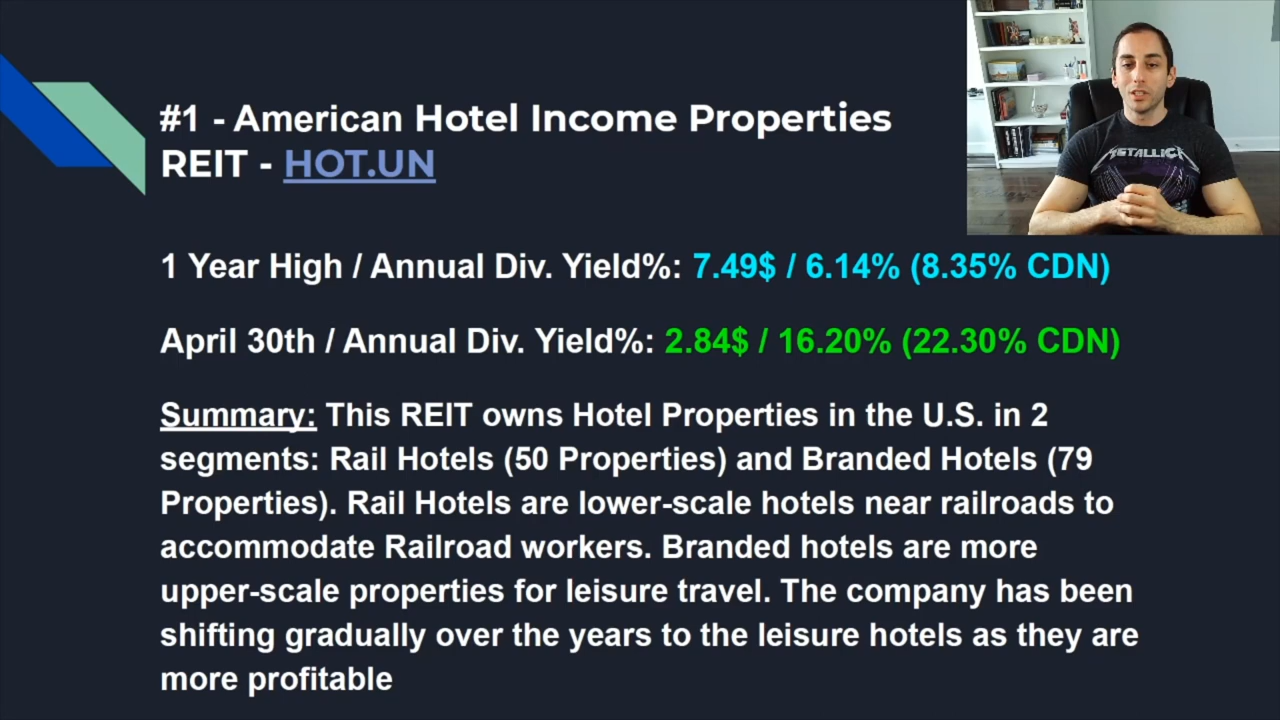 #1 - American Hotel Income Properties
REIT - HOT.UN
METALLICA
1 Year High / Annual Div. Yield%: 7.49$ / 6.14% (8.35% CDN)
April 30th / Annual Div. Yield%: 2.84$ / 16.20% (22.30% CDN)
Summary: This REIT owns Hotel Properties in the U.S. in 2
segments: Rail Hotels (50 Properties) and Branded Hotels (79
Properties). Rail Hotels are lower-scale hotels near railroads to
accommodate Railroad workers. Branded hotels are more
upper-scale properties for leisure travel. The company has been
shifting gradually over the years to the leisure hotels as they are
more profitable